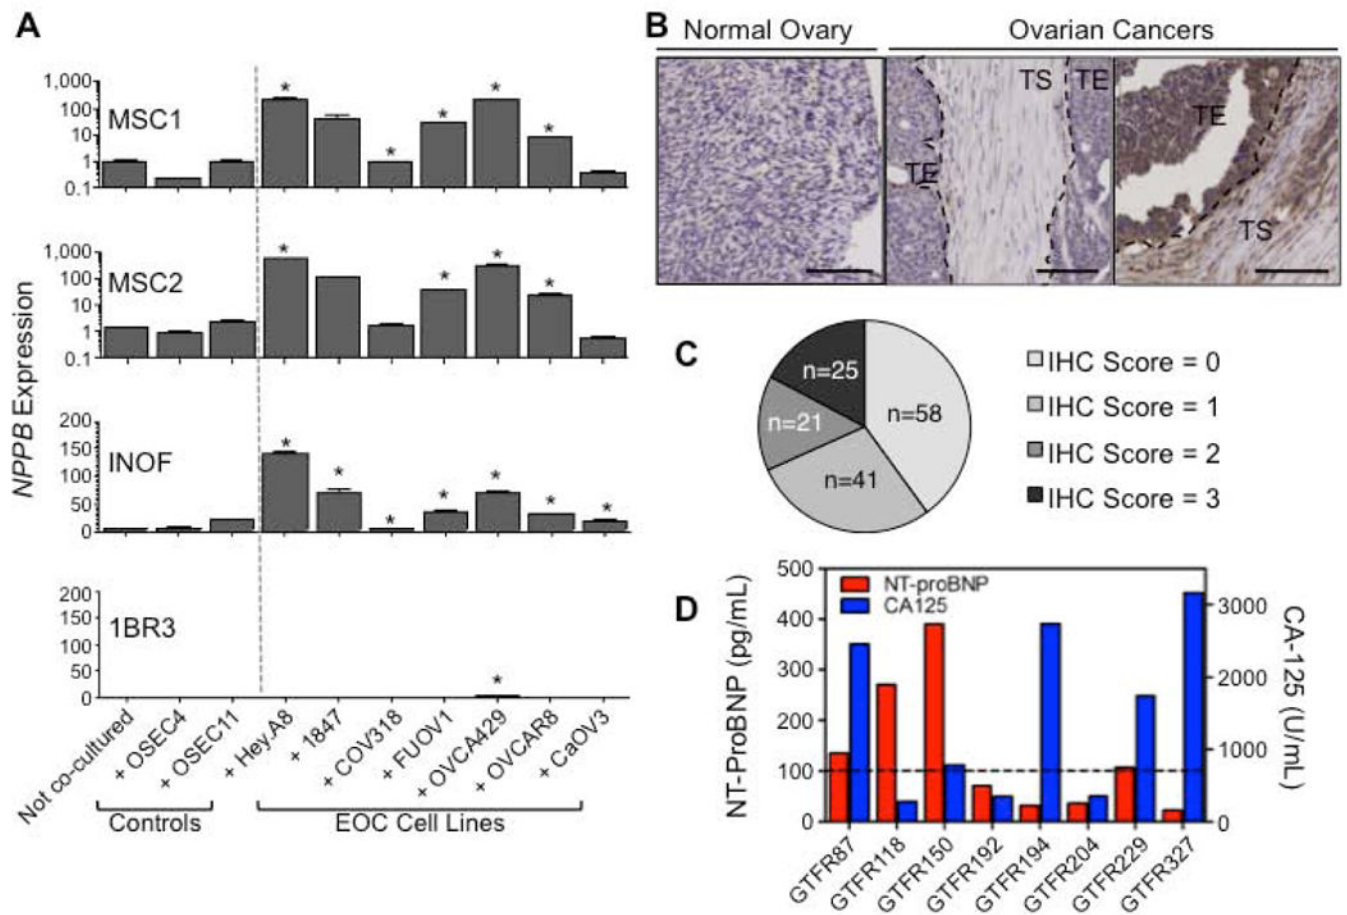 A
NPPB Expression
MSC1
1,000
100
10
1
0.1
* * * * *
MSC2
1,000
100
10
1
0.1
* * * *
INOF
200
150
100
50
0
* * * * * * *
1BR3
200
150
100
50
0
*
Not co-cultured
+ OSEC4
+ OSEC11
+ Hey.A8
+ 1847
+ COV318
+ FUOV1
+ OVCA429
+ OVCAR8
+ CaOV3
Controls
EOC Cell Lines
B
Normal Ovary
Ovarian Cancers
TE
TS
TE
TE
TS
C
n=58
n=41
n=21
n=25
IHC Score = 0
IHC Score = 1
IHC Score = 2
IHC Score = 3
D
NT-ProBNP (pg/mL)
500
400
300
200
100
0
NT-proBNP
CA125
3000
2000
1000
0
CA-125 (U/mL)
GTFR87
GTFR118
GTFR150
GTFR192
GTFR194
GTFR204
GTFR229
GTFR327